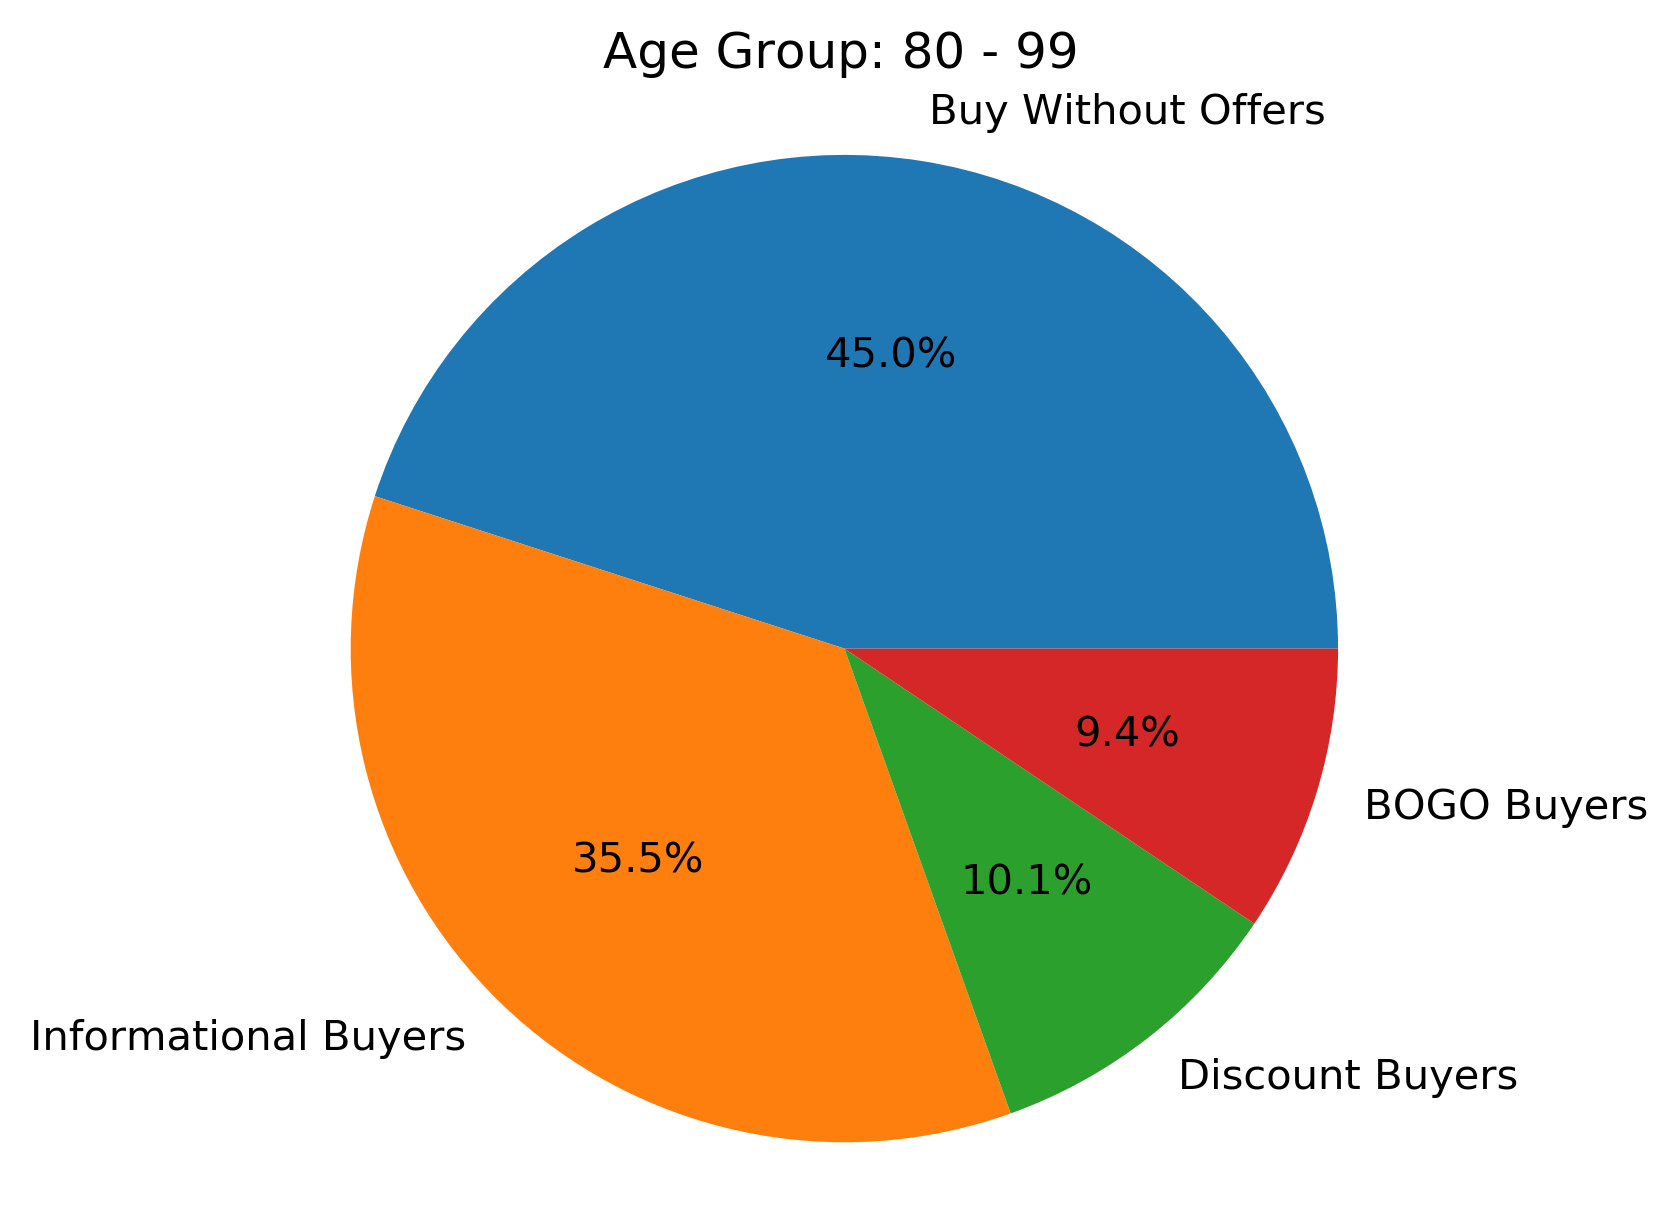 Age Group: 80 - 99
Buy Without Offers
45.0%
9.4%
BOGO Buyers
35.5%
10.1%
Informational Buyers
Discount Buyers